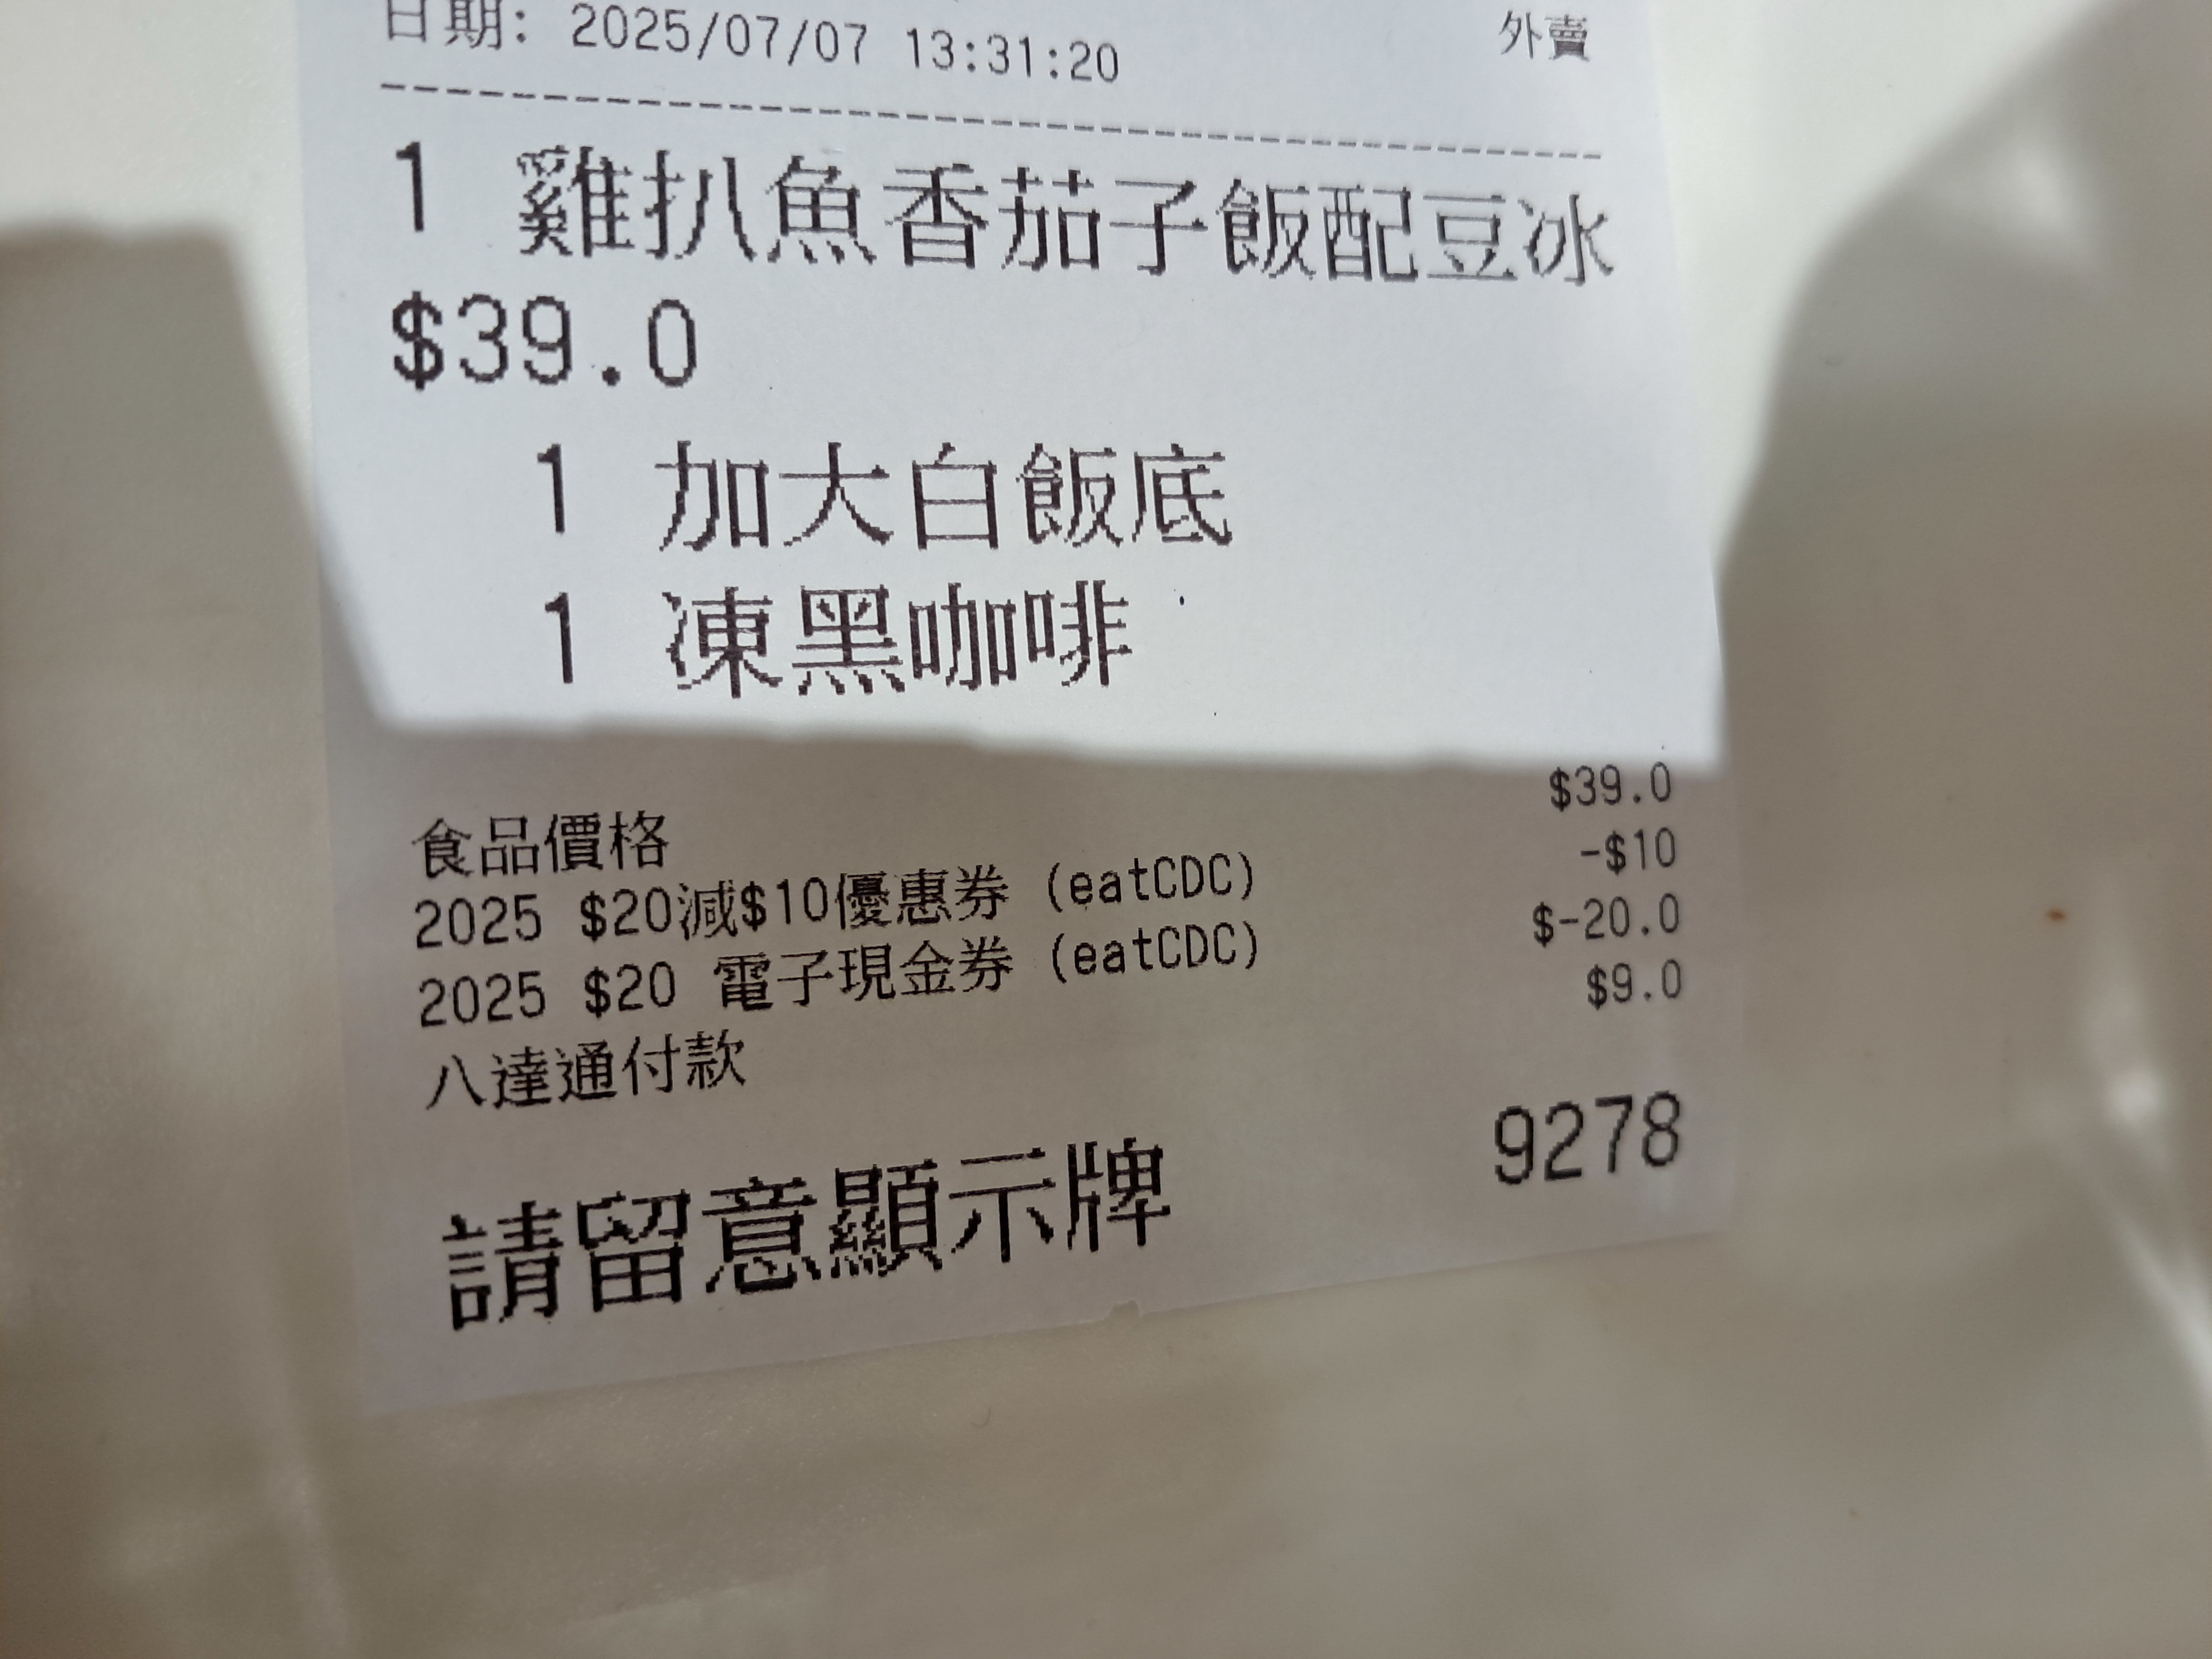 日期: 2025/07/07 13:31:20 外賣
1 雞扒魚香茄子飯配豆冰
$39.0
1 加大白飯底
1 凍黑咖啡
食品價格 $39.0
2025 $20減$10優惠券 (eatCDC) -$10
2025 $20 電子現金券 (eatCDC) $-20.0
八達通付款 $9.0
請留意顯示牌 9278